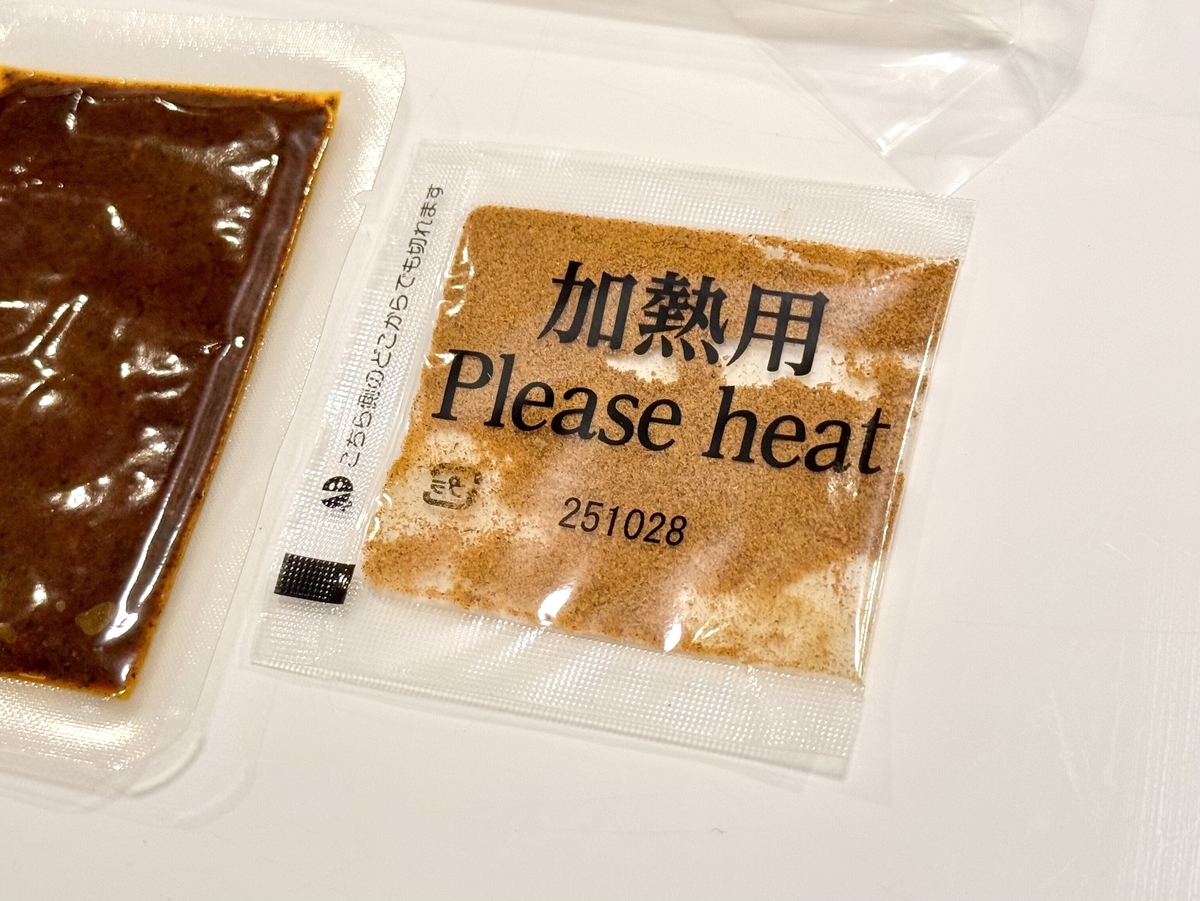 こちら側のどこからでも切れます
加熱用
Please heat
251028